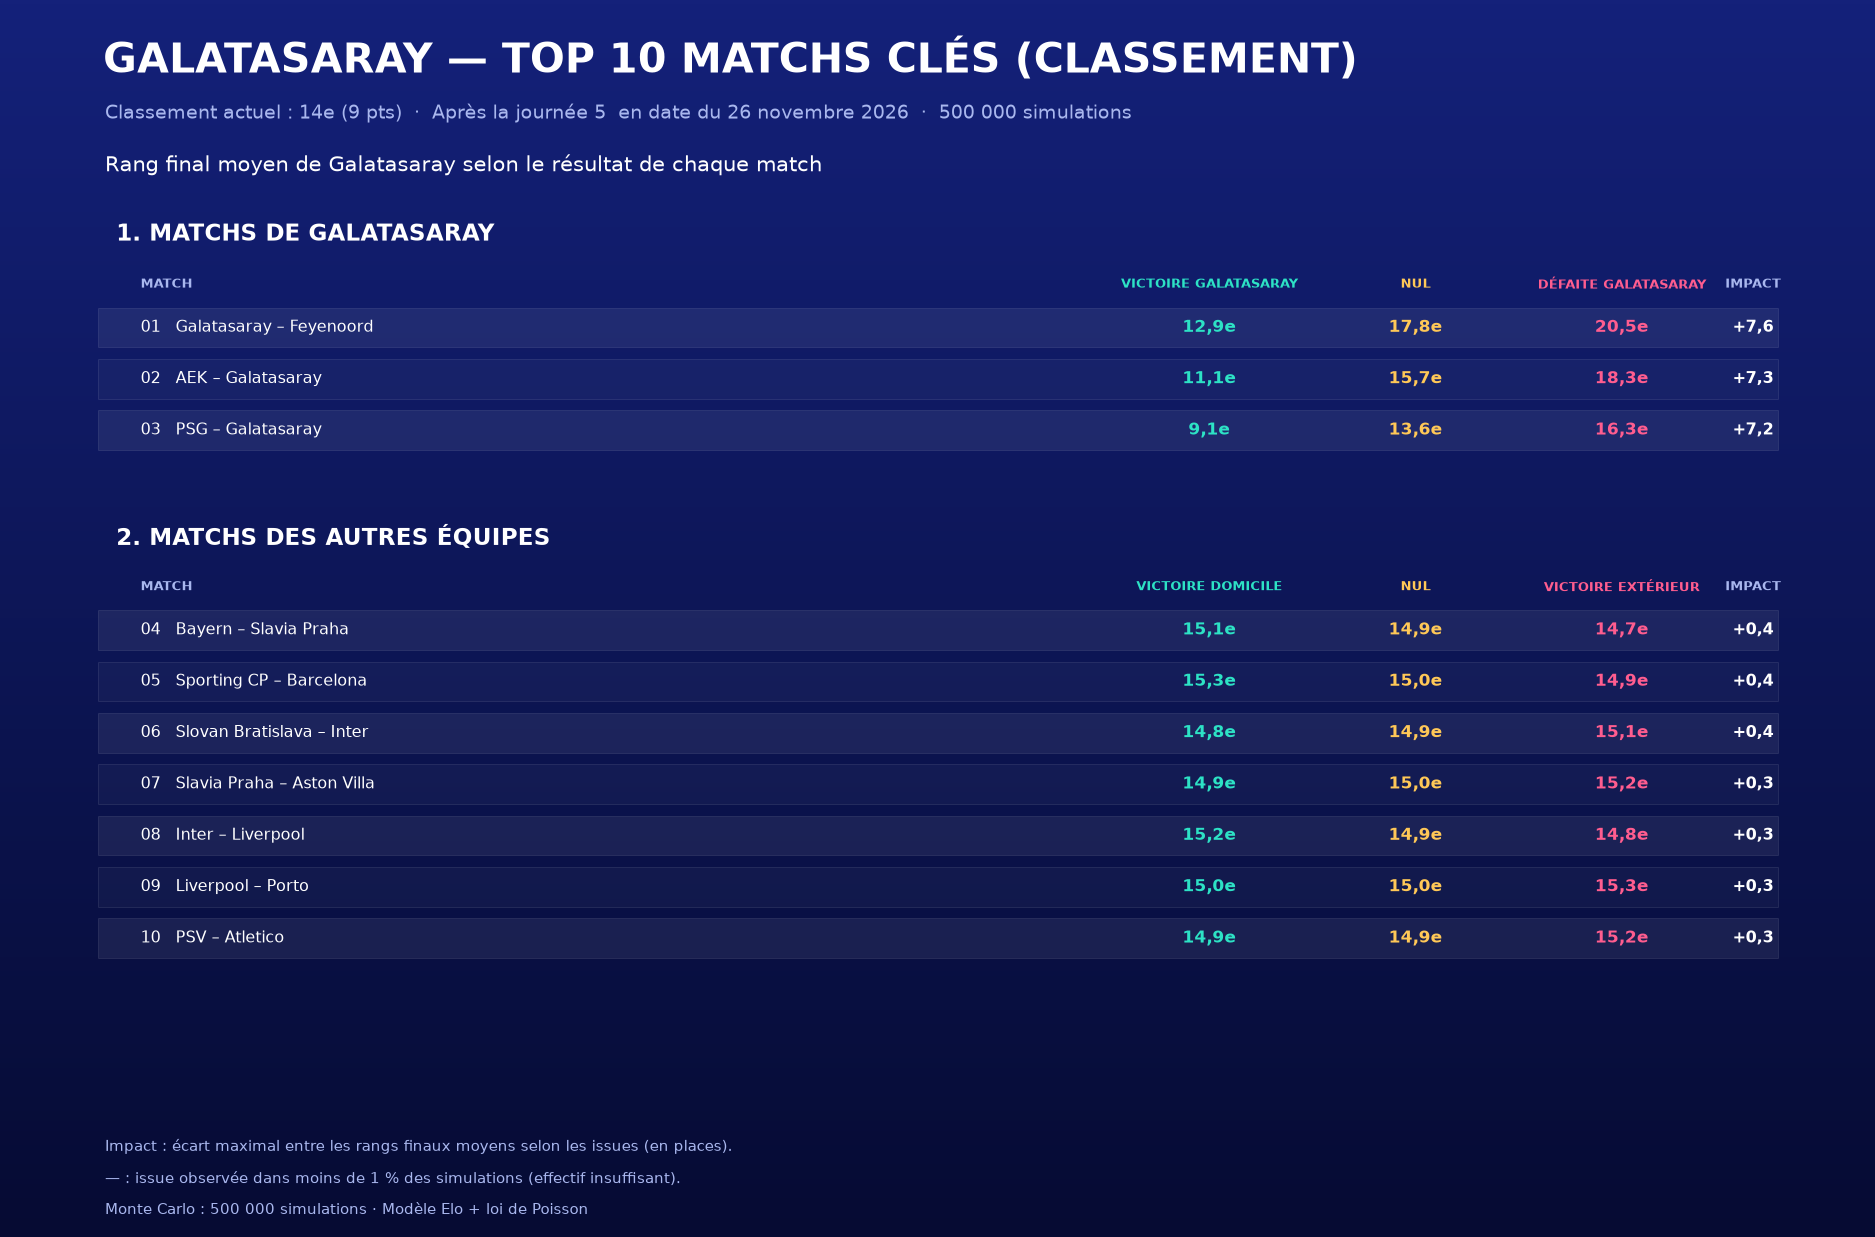 GALATASARAY — TOP 10 MATCHS CLÉS (CLASSEMENT)
Classement actuel : 14e (9 pts) · Après la journée 5 en date du 26 novembre 2026 · 500 000 simulations
Rang final moyen de Galatasaray selon le résultat de chaque match
1. MATCHS DE GALATASARAY
MATCH VICTOIRE GALATASARAY NUL DÉFAITE GALATASARAY IMPACT
01 Galatasaray – Feyenoord 12,9e 17,8e 20,5e +7,6
02 AEK – Galatasaray 11,1e 15,7e 18,3e +7,3
03 PSG – Galatasaray 9,1e 13,6e 16,3e +7,2
2. MATCHS DES AUTRES ÉQUIPES
MATCH VICTOIRE DOMICILE NUL VICTOIRE EXTÉRIEUR IMPACT
04 Bayern – Slavia Praha 15,1e 14,9e 14,7e +0,4
05 Sporting CP – Barcelona 15,3e 15,0e 14,9e +0,4
06 Slovan Bratislava – Inter 14,8e 14,9e 15,1e +0,4
07 Slavia Praha – Aston Villa 14,9e 15,0e 15,2e +0,3
08 Inter – Liverpool 15,2e 14,9e 14,8e +0,3
09 Liverpool – Porto 15,0e 15,0e 15,3e +0,3
10 PSV – Atletico 14,9e 14,9e 15,2e +0,3
Impact : écart maximal entre les rangs finaux moyens selon les issues (en places).
— : issue observée dans moins de 1 % des simulations (effectif insuffisant).
Monte Carlo : 500 000 simulations · Modèle Elo + loi de Poisson